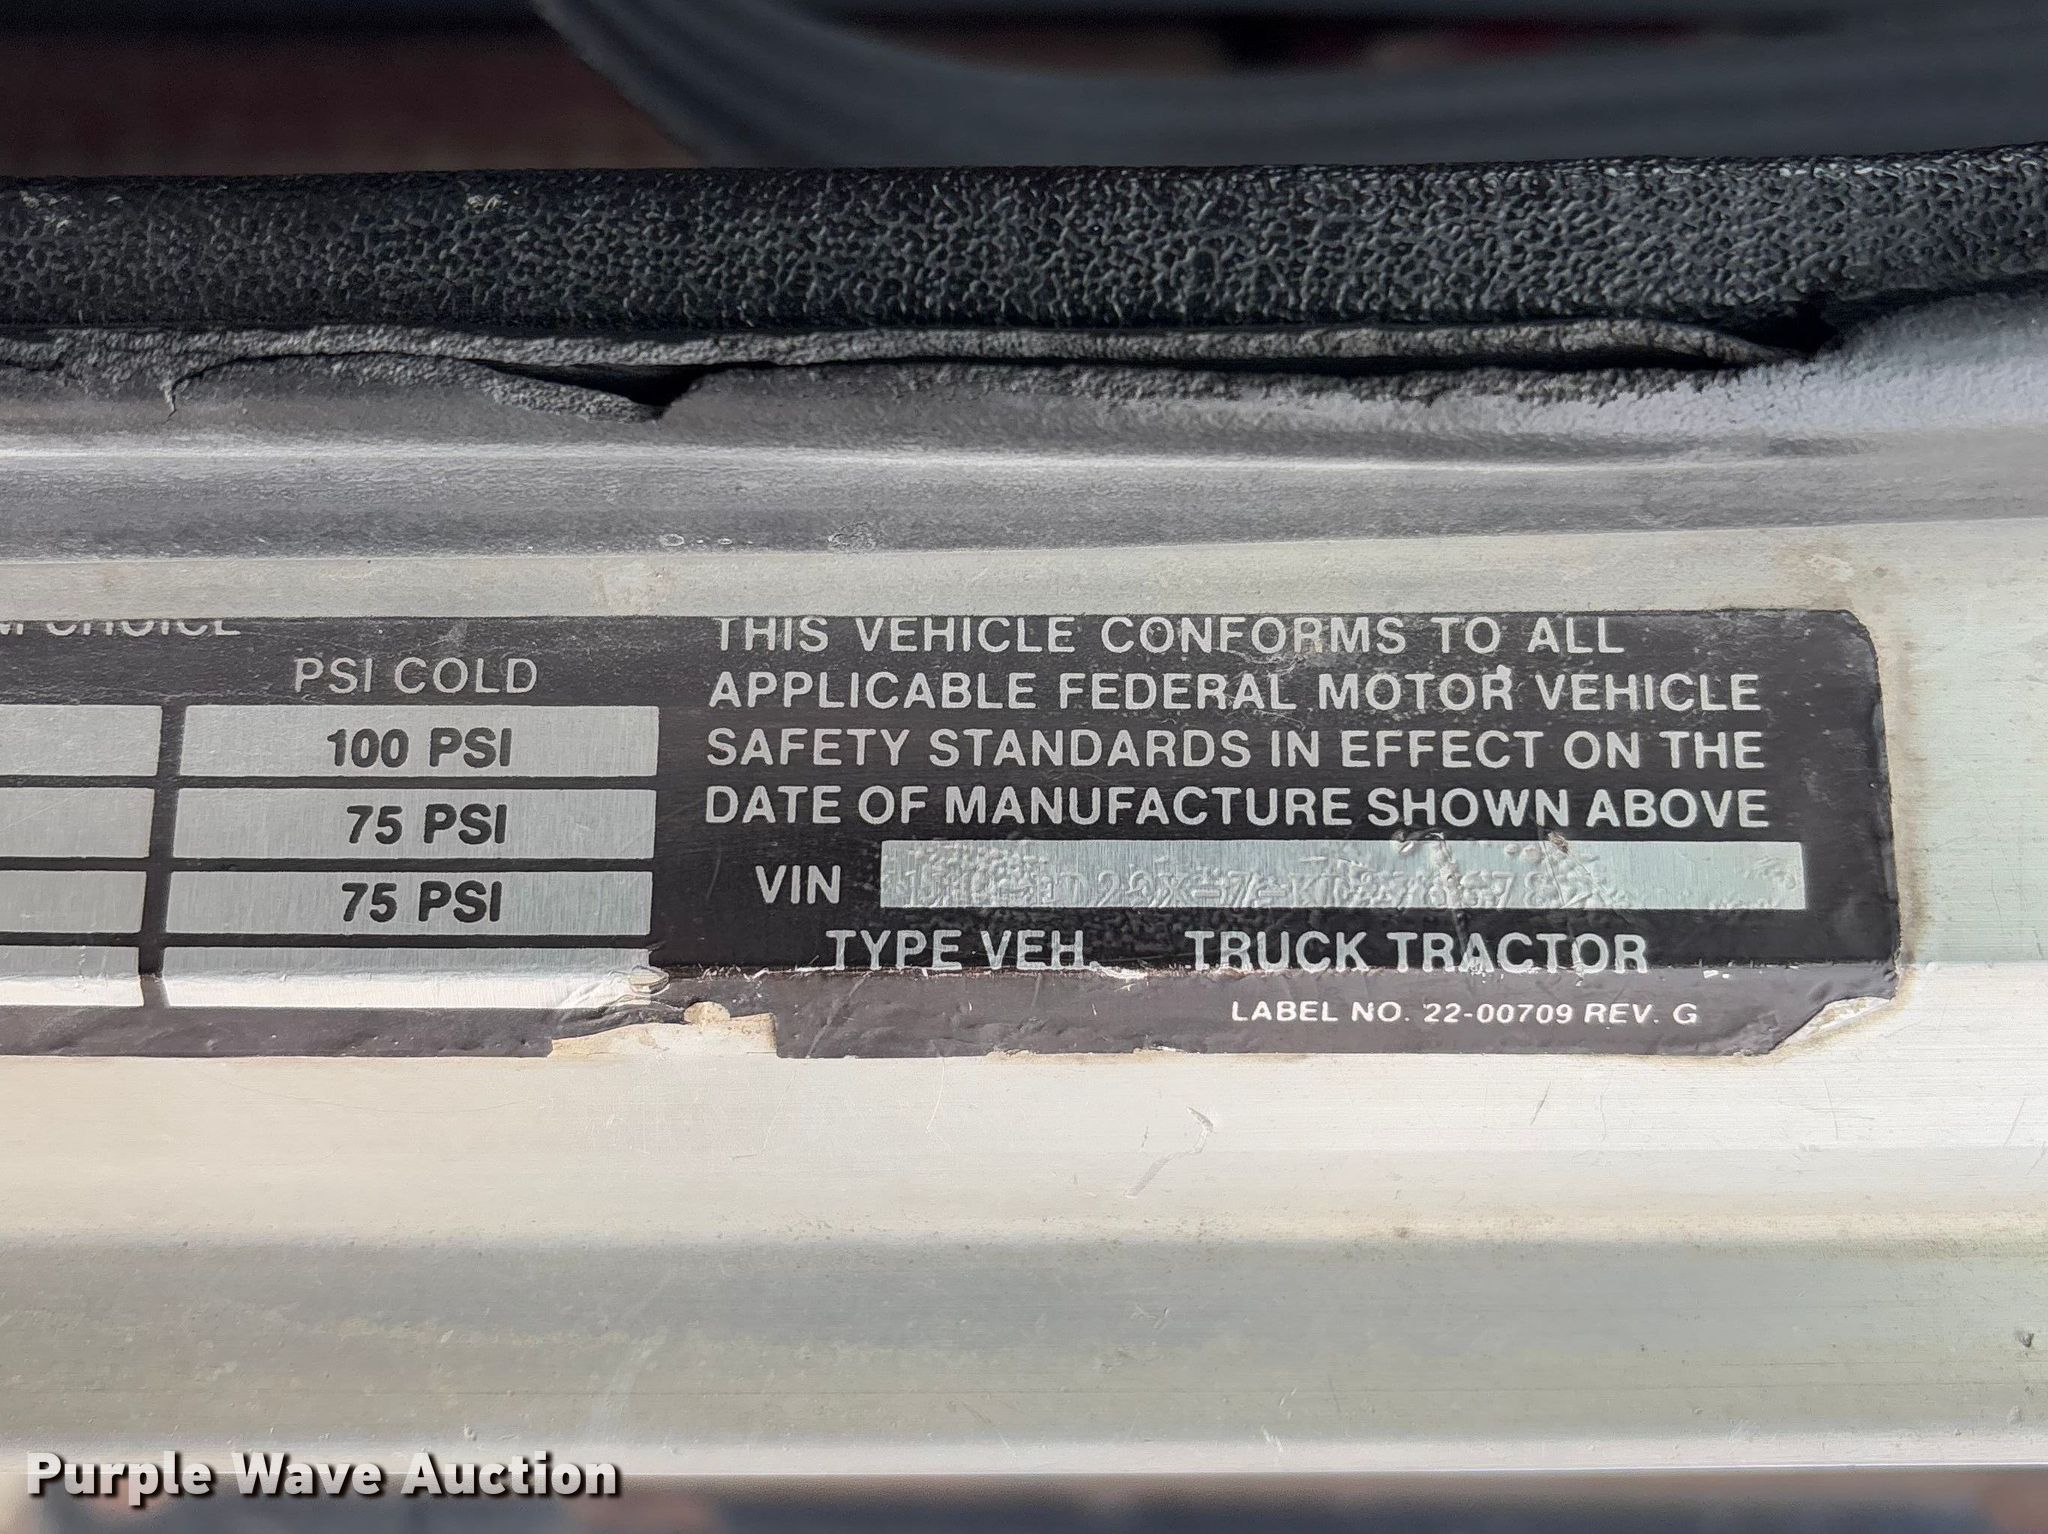 PSI COLD
100 PSI
75 PSI
75 PSI
THIS VEHICLE CONFORMS TO ALL
APPLICABLE FEDERAL MOTOR VEHICLE
SAFETY STANDARDS IN EFFECT ON THE
DATE OF MANUFACTURE SHOWN ABOVE
VIN
TYPE VEH. TRUCK TRACTOR
LABEL NO. 22-00709 REV. G
Purple Wave Auction